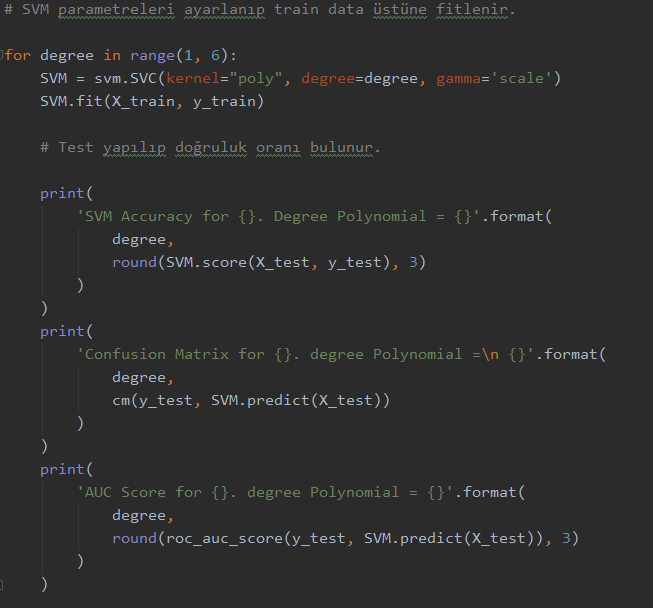 # SVM parametreleri ayarlanıp train data üstüne fitlenir.
for degree in range(1, 6):
    SVM = svm.SVC(kernel="poly", degree=degree, gamma='scale')
    SVM.fit(X_train, y_train)
    # Test yapılıp doğruluk oranı bulunur.
    print(
        'SVM Accuracy for {}. Degree Polynomial = {}'.format(
            degree,
            round(SVM.score(X_test, y_test), 3)
        )
    )
    print(
        'Confusion Matrix for {}. degree Polynomial =\n {}'.format(
            degree,
            cm(y_test, SVM.predict(X_test))
        )
    )
    print(
        'AUC Score for {}. degree Polynomial = {}'.format(
            degree,
            round(roc_auc_score(y_test, SVM.predict(X_test)), 3)
        )
    )